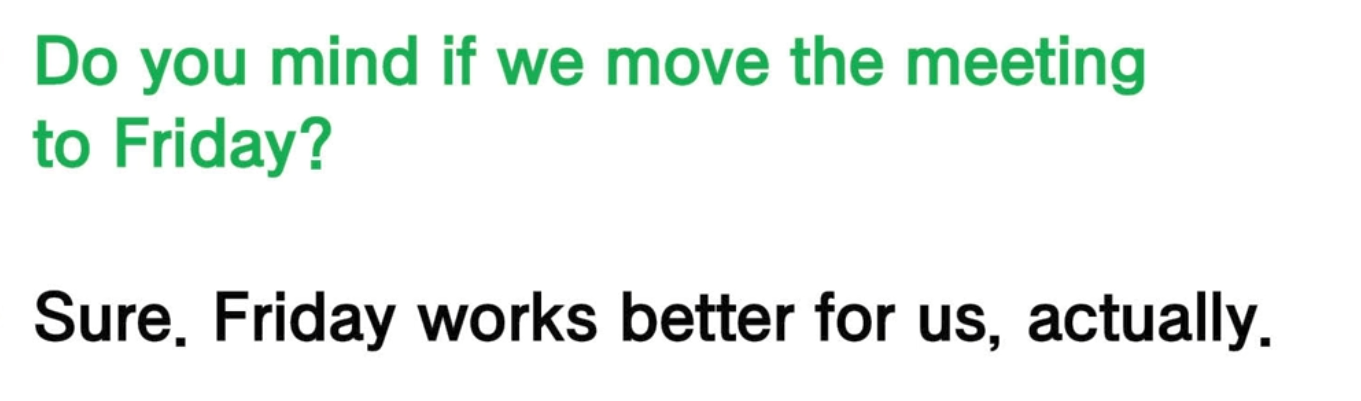 Do you mind if we move the meeting
to Friday?
Sure. Friday works better for us, actually.